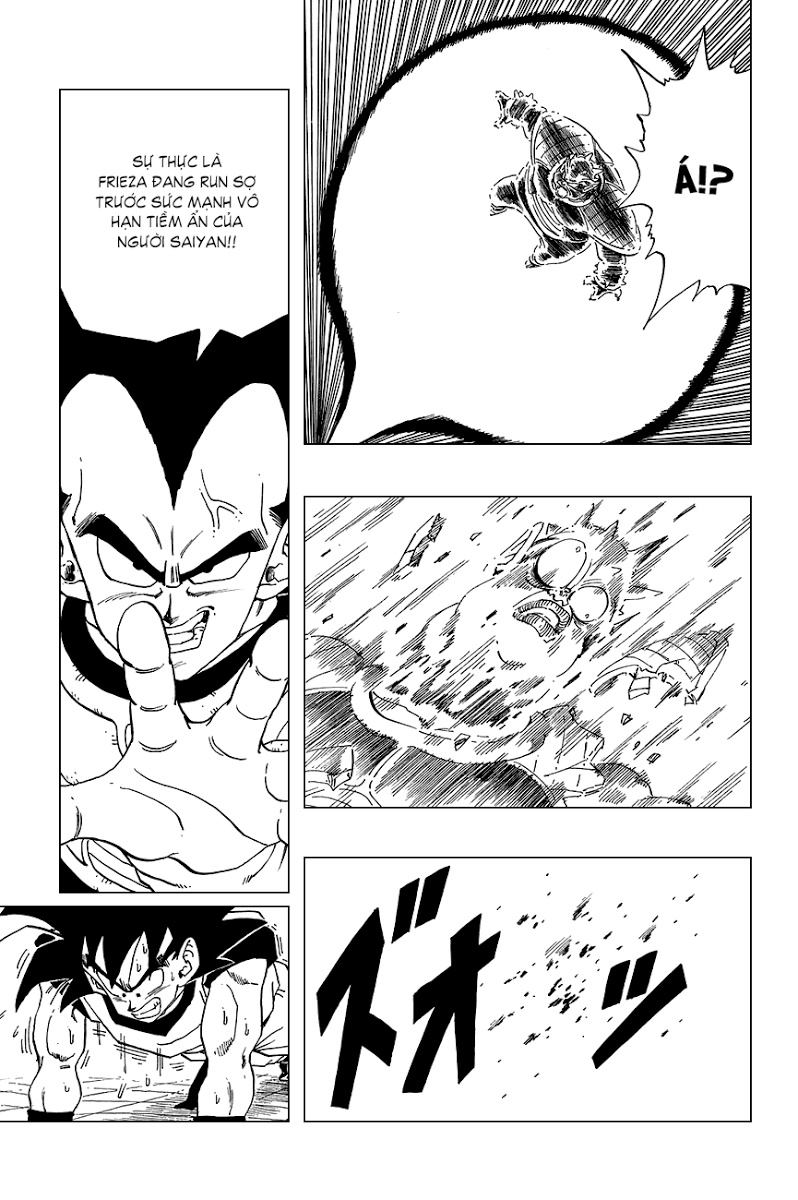 Á!?
ズオッ
SỰ THỰC LÀ
FRIEZA ĐANG RUN SỢ
TRƯỚC SỨC MẠNH VÔ
HẠN TIỀM ẨN CỦA
NGƯỜI SAIYAN!!